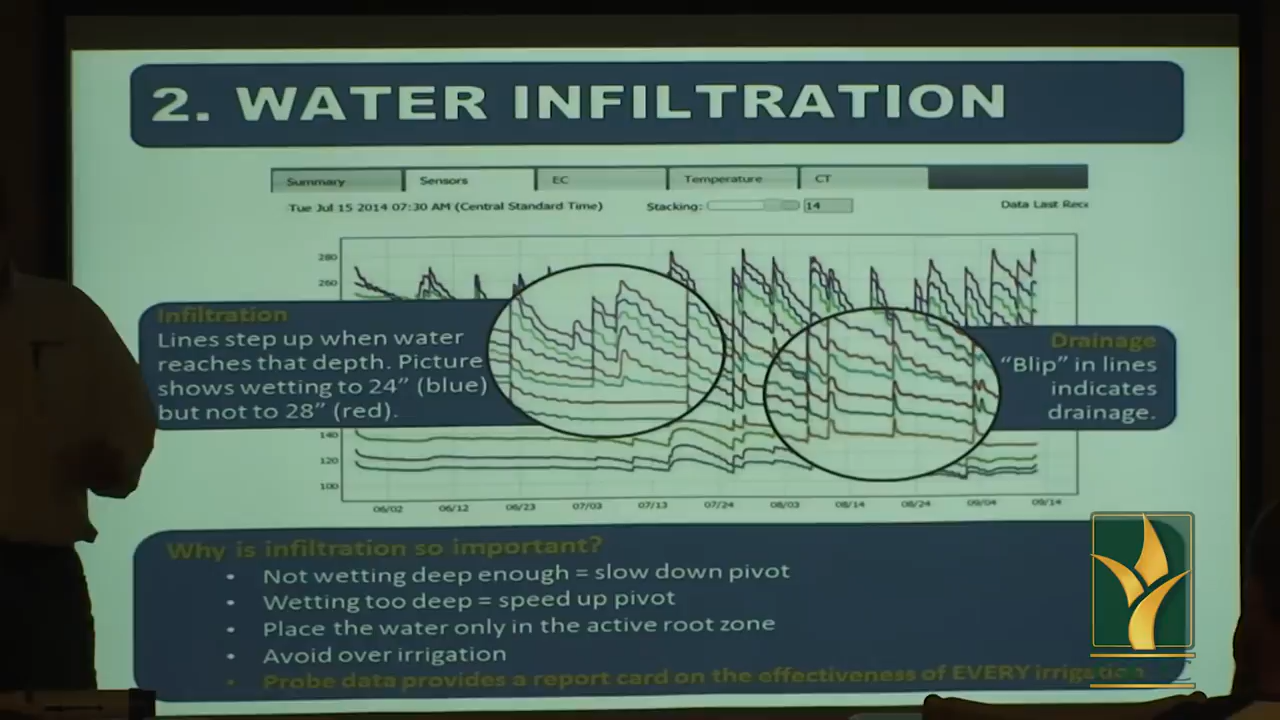 2. WATER INFILTRATION
Summary Sensors EC Temperature CT
Tue Jul 15 2014 07:30 AM (Central Standard Time) Stacking: 14 Data Last Rece
280
260
Infiltration
Lines step up when water
reaches that depth. Picture
shows wetting to 24” (blue)
but not to 28” (red).
Drainage
“Blip” in lines
indicates
drainage.
140
120
100
06/02 06/12 06/23 07/03 07/13 07/24 08/03 08/14 08/24 09/04 09/14
Why is infiltration so important?
• Not wetting deep enough = slow down pivot
• Wetting too deep = speed up pivot
• Place the water only in the active root zone
• Avoid over irrigation
• Probe data provides a report card on the effectiveness of EVERY irrigation